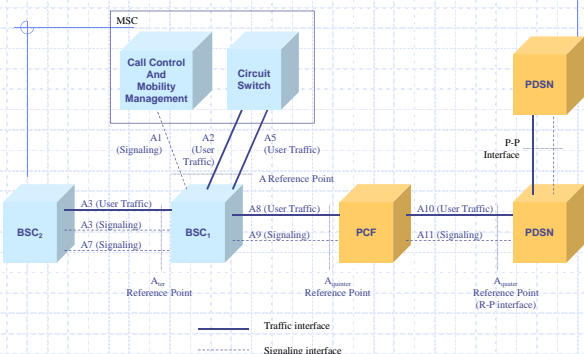 MSC
Call Control
And
Mobility
Management
Circuit
Switch
PDSN
A1
(Signaling)
A2
(User
Traffic)
A5
(User Traffic)
P-P
Interface
A Reference Point
BSC2
A3 (User Traffic)
A3 (Signaling)
A7 (Signaling)
BSC1
A8 (User Traffic)
A9 (Signaling)
PCF
A10 (User Traffic)
A11 (Signaling)
PDSN
Ater
Reference Point
Aquinter
Reference Point
Aquater
Reference Point
(R-P interface)
Traffic interface
Signaling interface